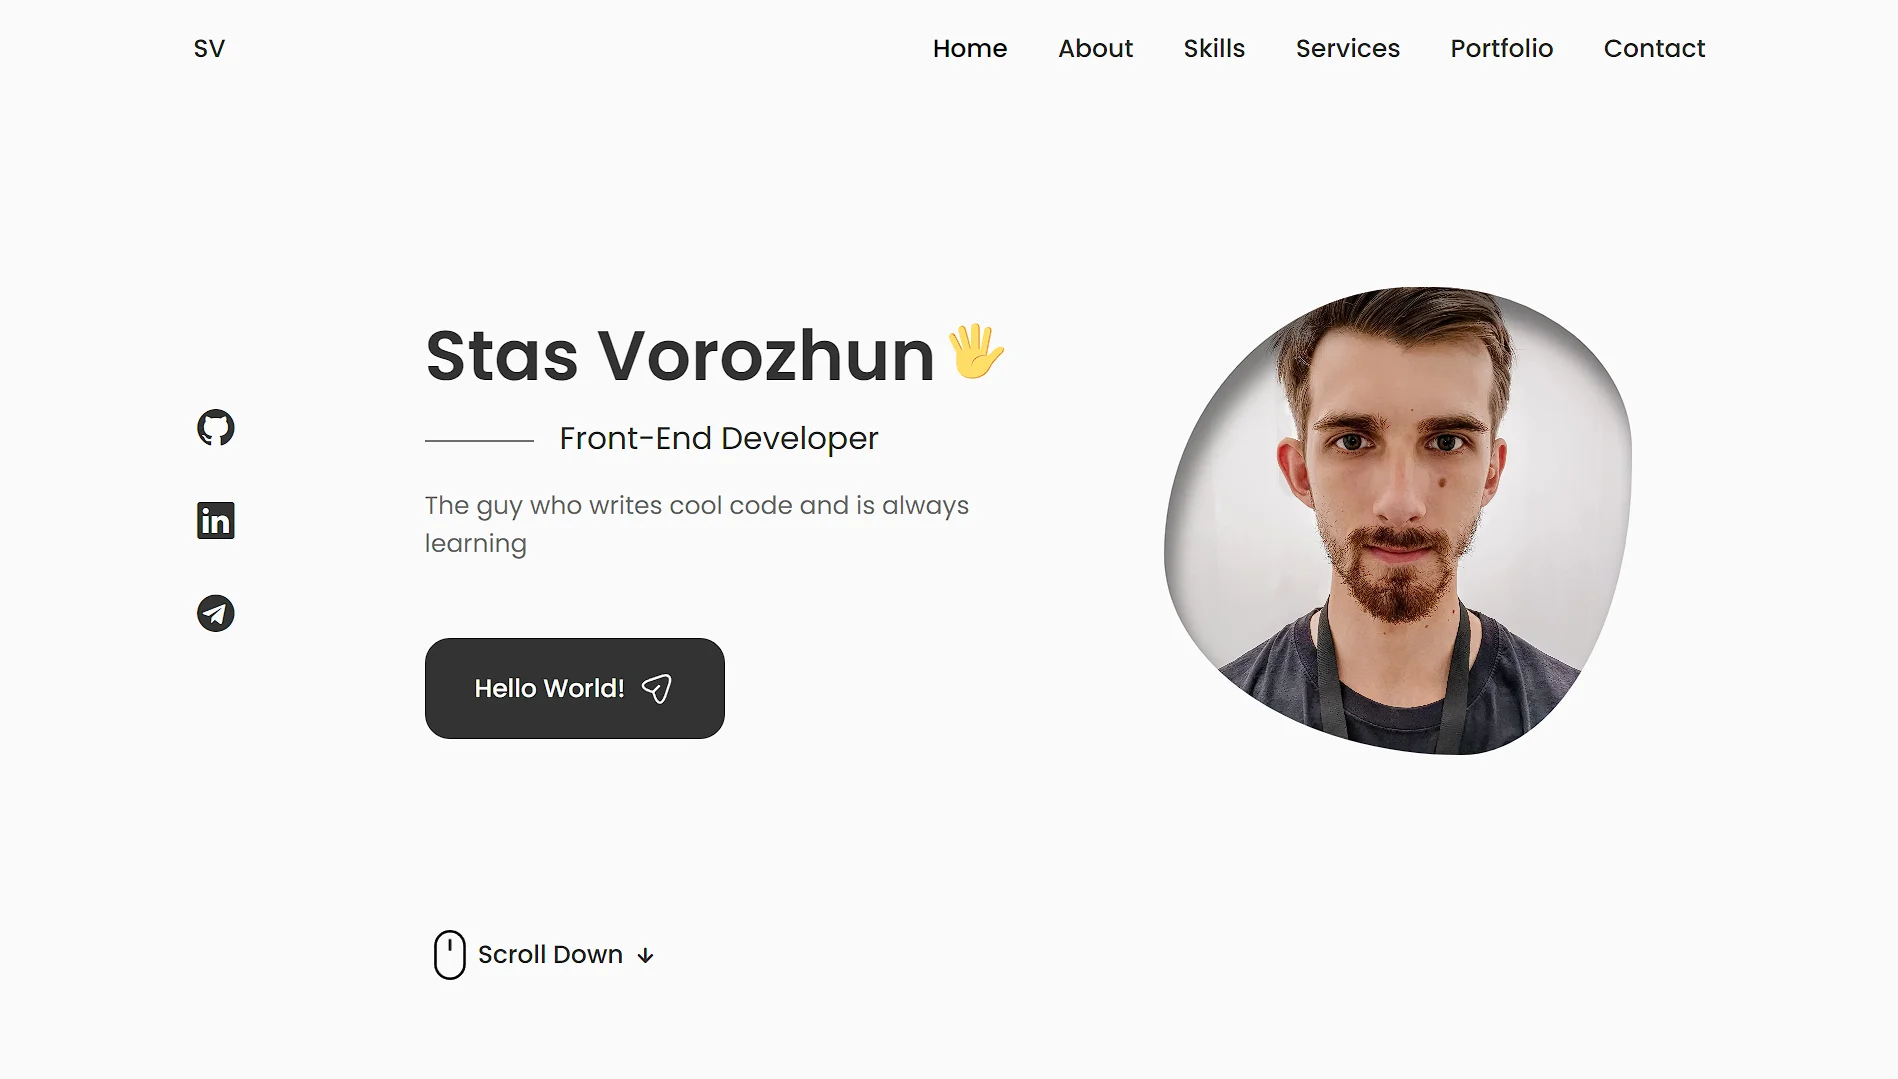 SV
Home About Skills Services Portfolio Contact
Stas Vorozhun
Front-End Developer
The guy who writes cool code and is always
learning
Hello World!
Scroll Down